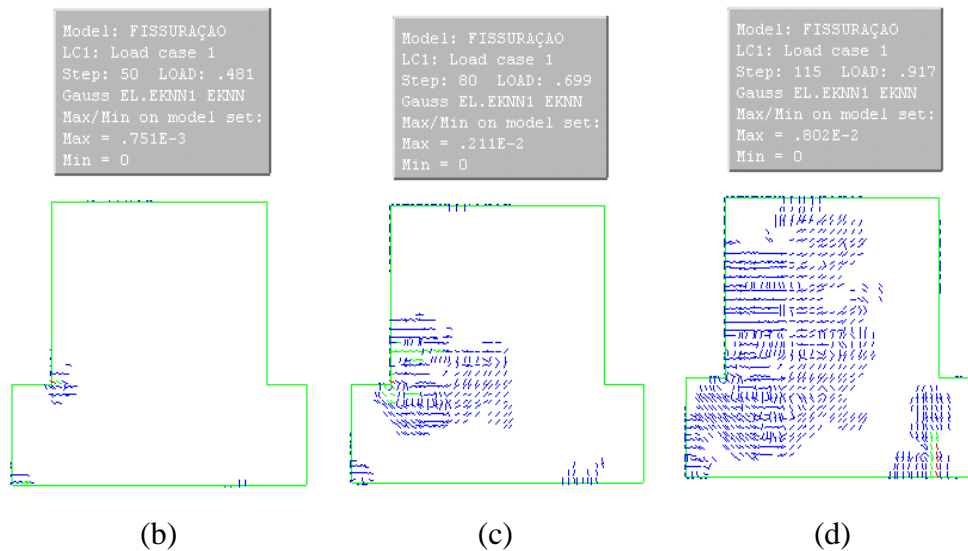 Model: FISSURAÇAO
LC1: Load case 1
Step: 50 LOAD: .481
Gauss EL.EKNN1 EKNN
Max/Min on model set:
Max = .751E-3
Min = 0
Model: FISSURAÇAO
LC1: Load case 1
Step: 80 LOAD: .699
Gauss EL.EKNN1 EKNN
Max/Min on model set:
Max = .211E-2
Min = 0
Model: FISSURAÇAO
LC1: Load case 1
Step: 115 LOAD: .917
Gauss EL.EKNN1 EKNN
Max/Min on model set:
Max = .802E-2
Min = 0
(b)
(c)
(d)